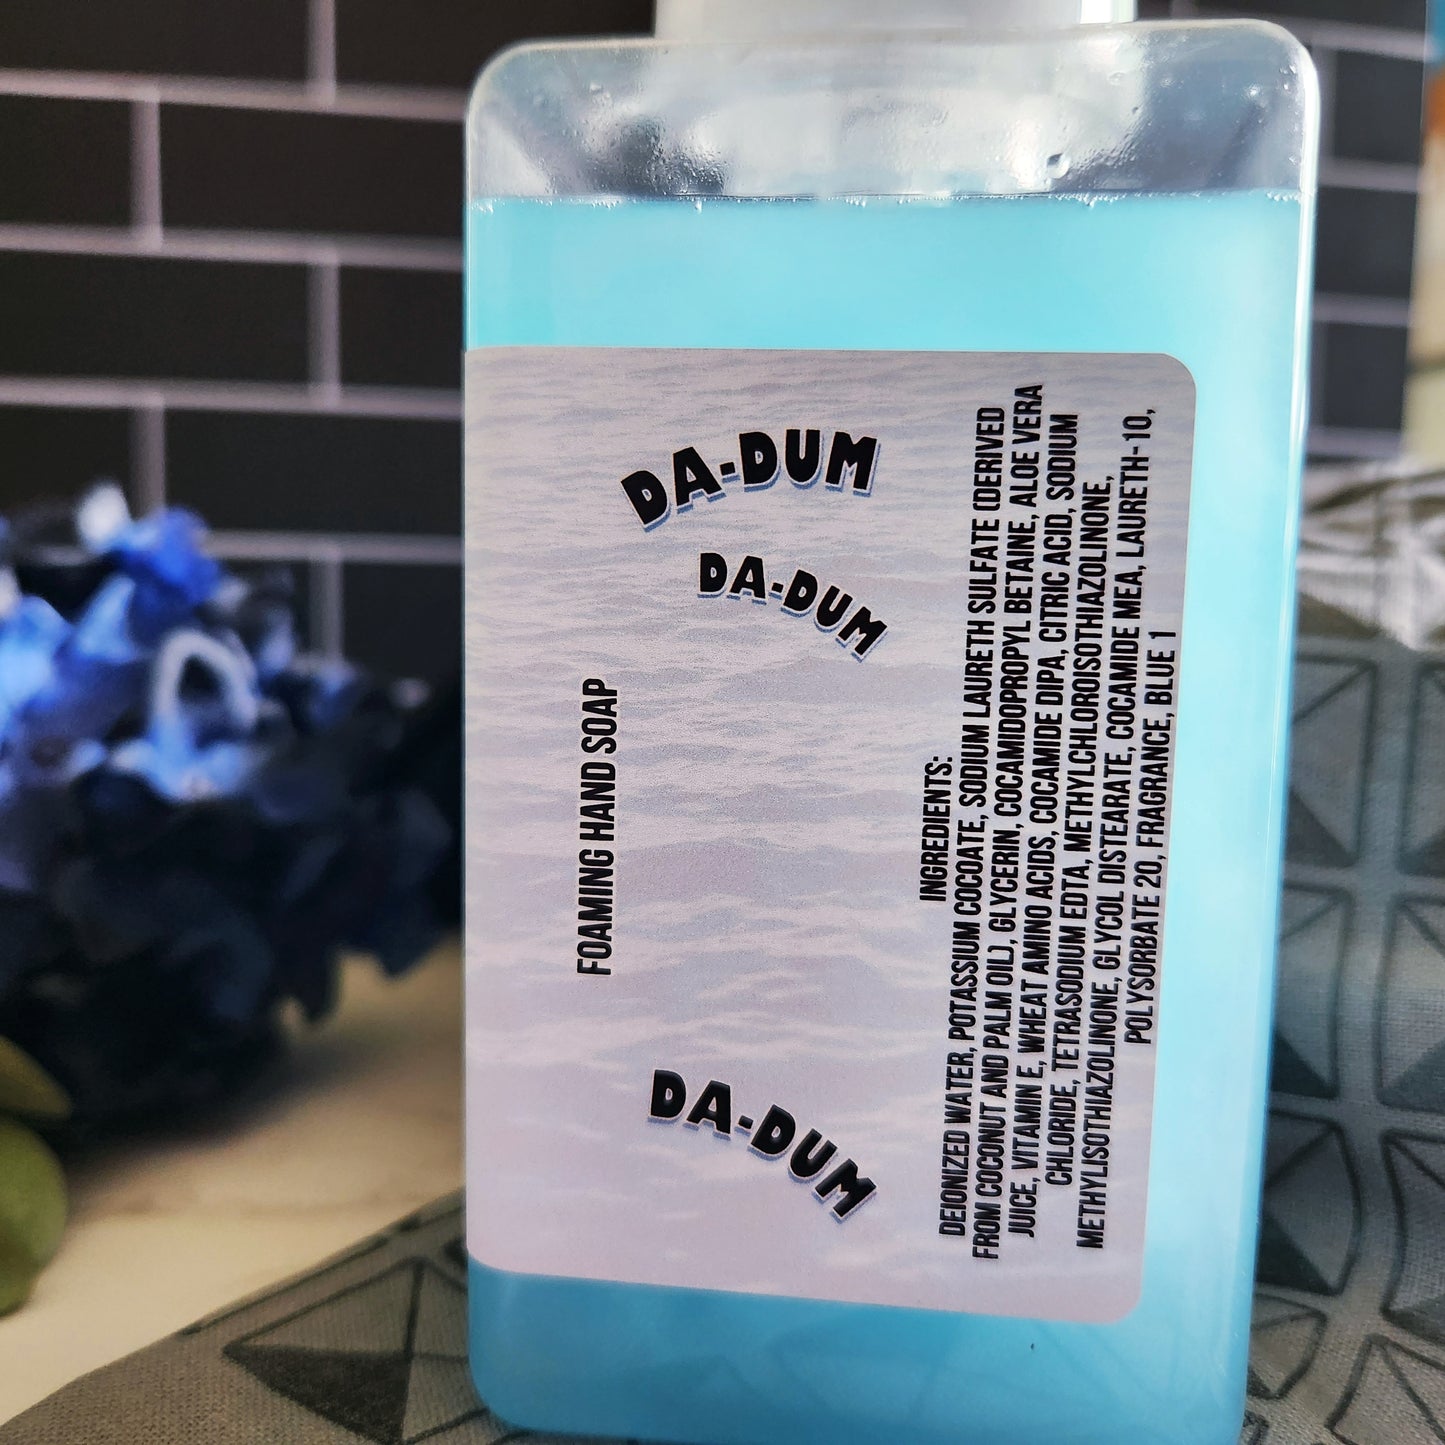 DA-DUM
DA-DUM
DA-DUM
FOAMING HAND SOAP
INGREDIENTS:
DEIONIZED WATER, POTASSIUM COCOATE, SODIUM LAURETH SULFATE (DERIVED
FROM COCONUT AND PALM OIL), GLYCERIN, COCAMIDOPROPYL BETAINE, ALOE VERA
JUICE, VITAMIN E, WHEAT AMINO ACIDS, COCAMIDE DIPA, CITRIC ACID, SODIUM
CHLORIDE, TETRASODIUM EDTA, METHYLCHLOROISOTHIAZOLINONE,
METHYLISOTHIAZOLINONE, GLYCOL DISTEARATE, COCAMIDE MEA, LAURETH-10,
POLYSORBATE 20, FRAGRANCE, BLUE 1